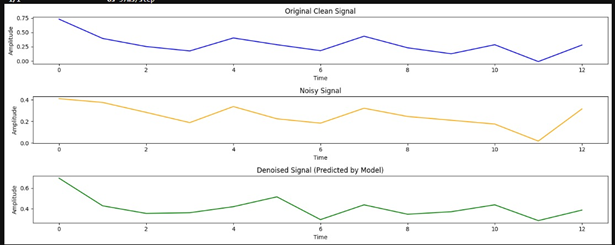 Original Clean Signal
Amplitude
0.75
0.50
0.25
0.00
0 2 4 6 8 10 12
Time
Noisy Signal
Amplitude
0.4
0.2
0.0
0 2 4 6 8 10 12
Time
Denoised Signal (Predicted by Model)
Amplitude
0.6
0.4
0 2 4 6 8 10 12
Time